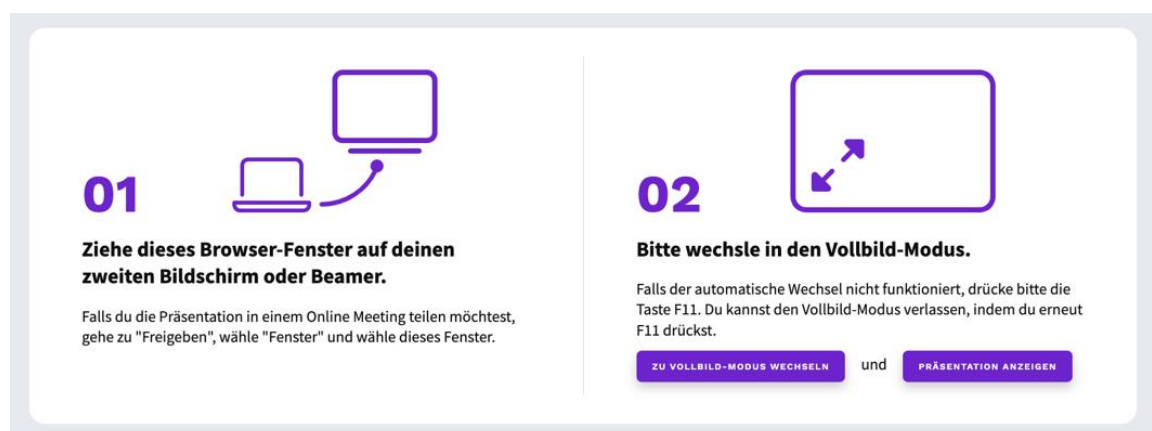 01
Ziehe dieses Browser-Fenster auf deinen
zweiten Bildschirm oder Beamer.
Falls du die Präsentation in einem Online Meeting teilen möchtest,
gehe zu "Freigeben", wähle "Fenster" und wähle dieses Fenster.
02
Bitte wechsle in den Vollbild-Modus.
Falls der automatische Wechsel nicht funktioniert, drücke bitte die
Taste F11. Du kannst den Vollbild-Modus verlassen, indem du erneut
F11 drückst.
ZU VOLLBILD-MODUS WECHSELN und PRÄSENTATION ANZEIGEN